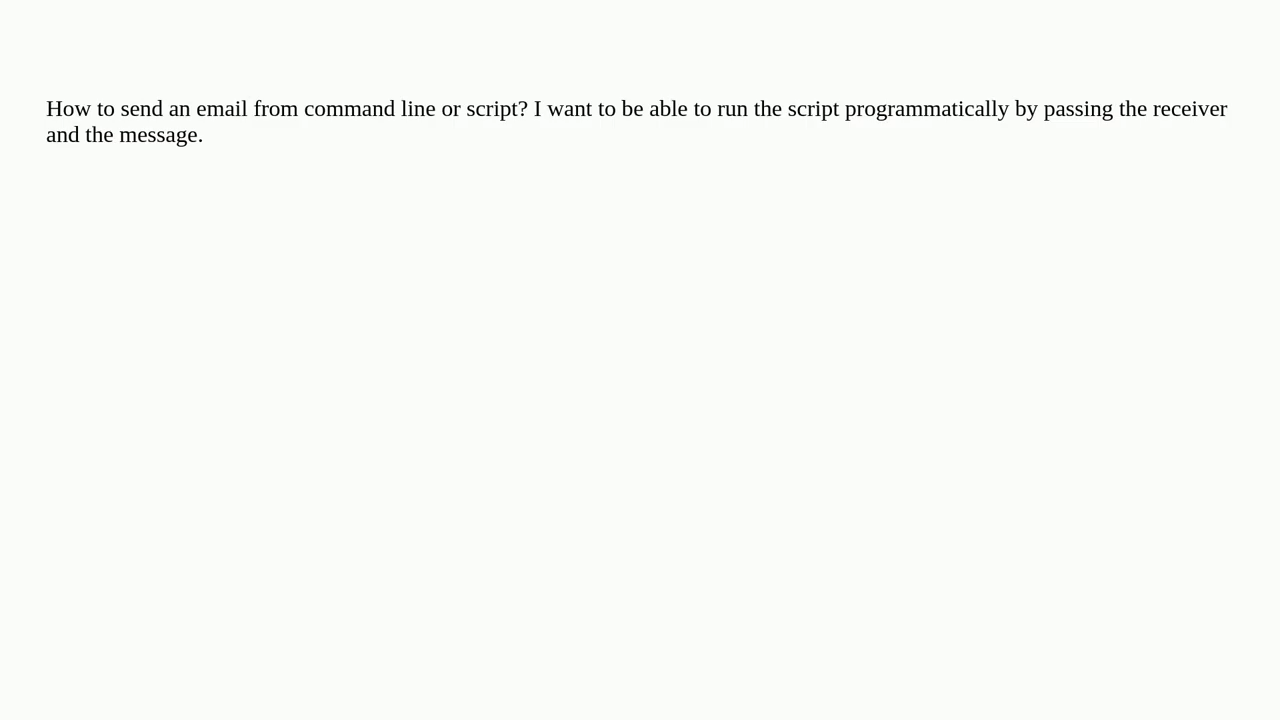 How to send an email from command line or script? I want to be able to run the script programmatically by passing the receiver
and the message.